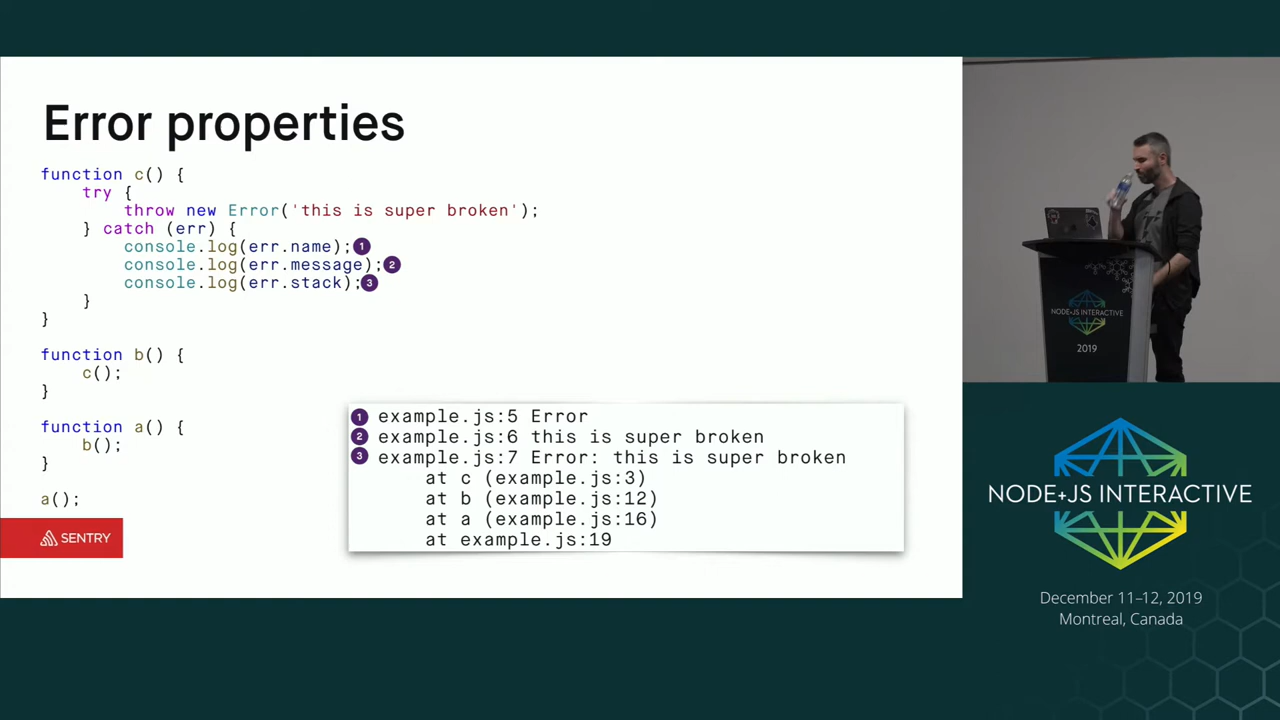 Error properties
function c() {
    try {
        throw new Error('this is super broken');
    } catch (err) {
        console.log(err.name);1
        console.log(err.message);2
        console.log(err.stack);3
    }
}
function b() {
    c();
}
function a() {
    b();
}
a();
SENTRY
1 example.js:5 Error
2 example.js:6 this is super broken
3 example.js:7 Error: this is super broken
    at c (example.js:3)
    at b (example.js:12)
    at a (example.js:16)
    at example.js:19
NODE+JS INTERACTIVE
2019
NODE+JS INTERACTIVE
December 11–12, 2019
Montreal, Canada